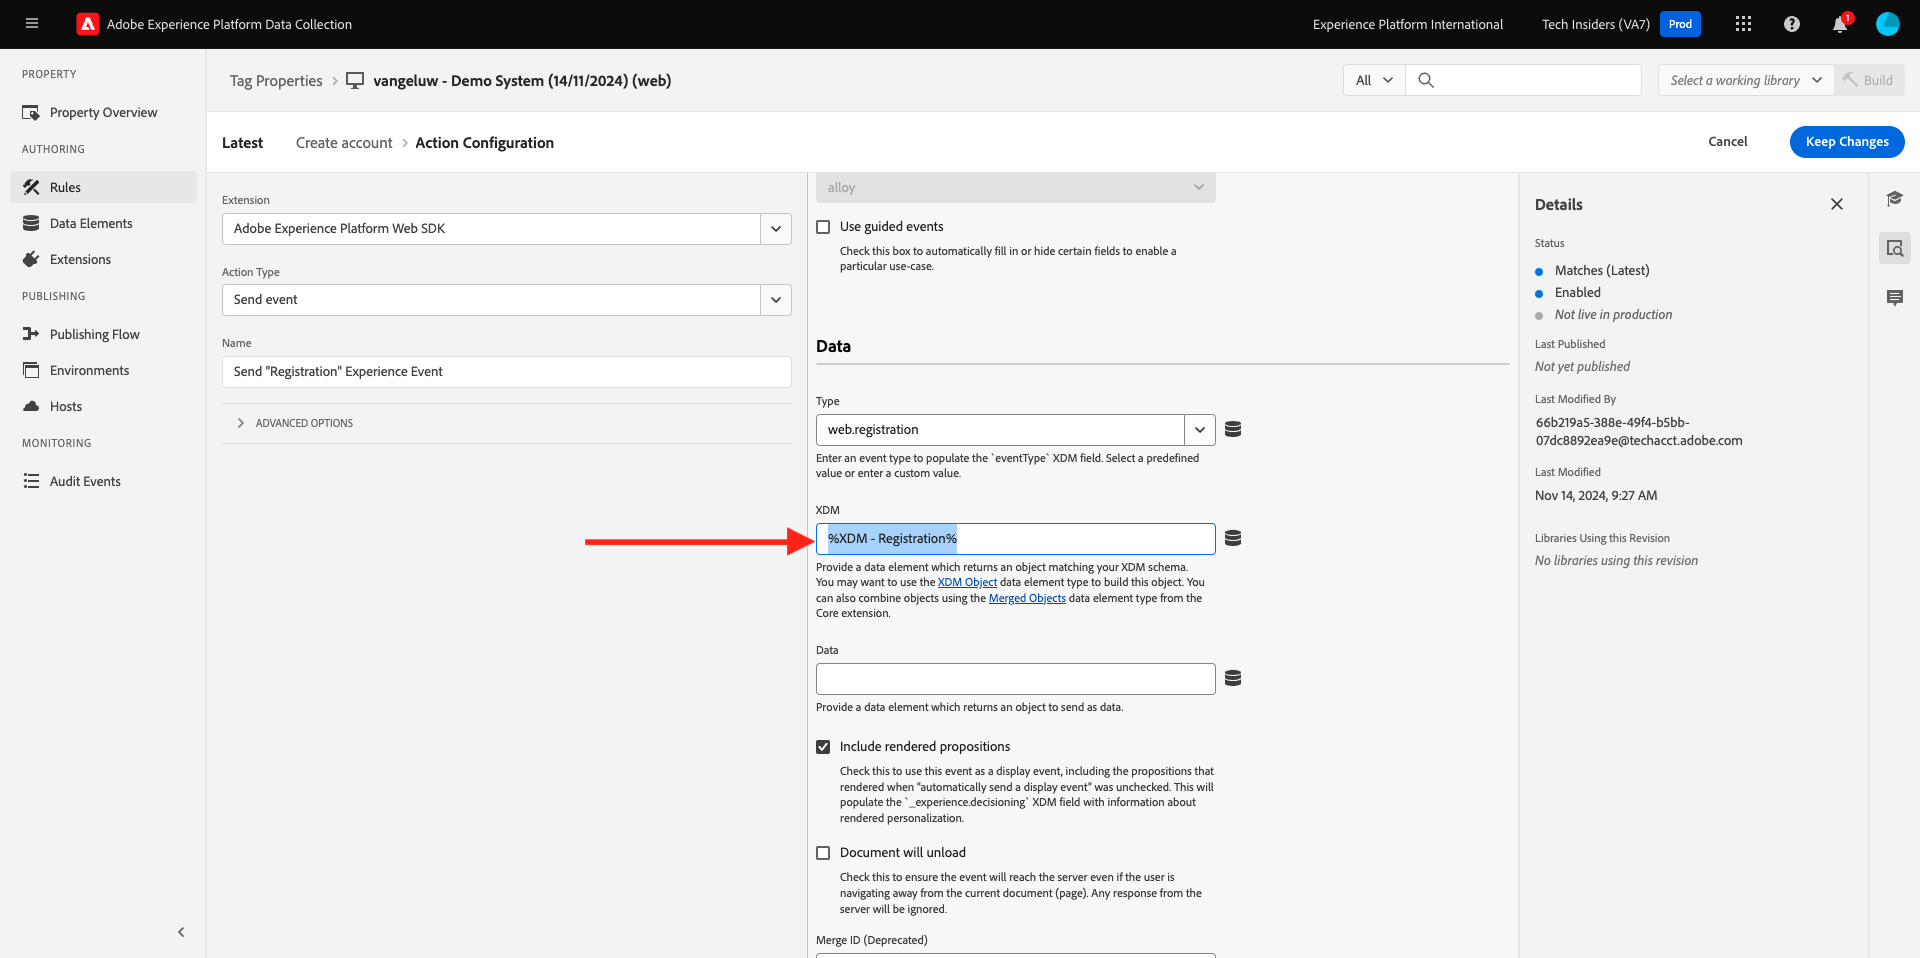 Adobe Experience Platform Data Collection
Experience Platform International
Tech Insiders (VA7)
Prod
1
PROPERTY
Property Overview
AUTHORING
Rules
Data Elements
Extensions
PUBLISHING
Publishing Flow
Environments
Hosts
MONITORING
Audit Events
Tag Properties
vangeluw - Demo System (14/11/2024) (web)
All
Select a working library
Build
Latest
Create account
Action Configuration
Cancel
Keep Changes
Extension
Adobe Experience Platform Web SDK
Action Type
Send event
Name
Send "Registration" Experience Event
ADVANCED OPTIONS
alloy
Use guided events
Check this box to automatically fill in or hide certain fields to enable a
particular use-case.
Data
Type
web.registration
Enter an event type to populate the `eventType` XDM field. Select a predefined
value or enter a custom value.
XDM
%XDM - Registration%
Provide a data element which returns an object matching your XDM schema.
You may want to use the XDM Object data element type to build this object. You
can also combine objects using the Merged Objects data element type from the
Core extension.
Data
Provide a data element which returns an object to send as data.
Include rendered propositions
Check this to use this event as a display event, including the propositions that
rendered when "automatically send a display event" was unchecked. This will
populate the `_experience.decisioning` XDM field with information about
rendered personalization.
Document will unload
Check this to ensure the event will reach the server even if the user is
navigating away from the current document (page). Any response from the
server will be ignored.
Merge ID (Deprecated)
Details
Status
Matches (Latest)
Enabled
Not live in production
Last Published
Not yet published
Last Modified By
66b219a5-388e-49f4-b5bb-
07dc8892ea9e@techacct.adobe.com
Last Modified
Nov 14, 2024, 9:27 AM
Libraries Using this Revision
No libraries using this revision